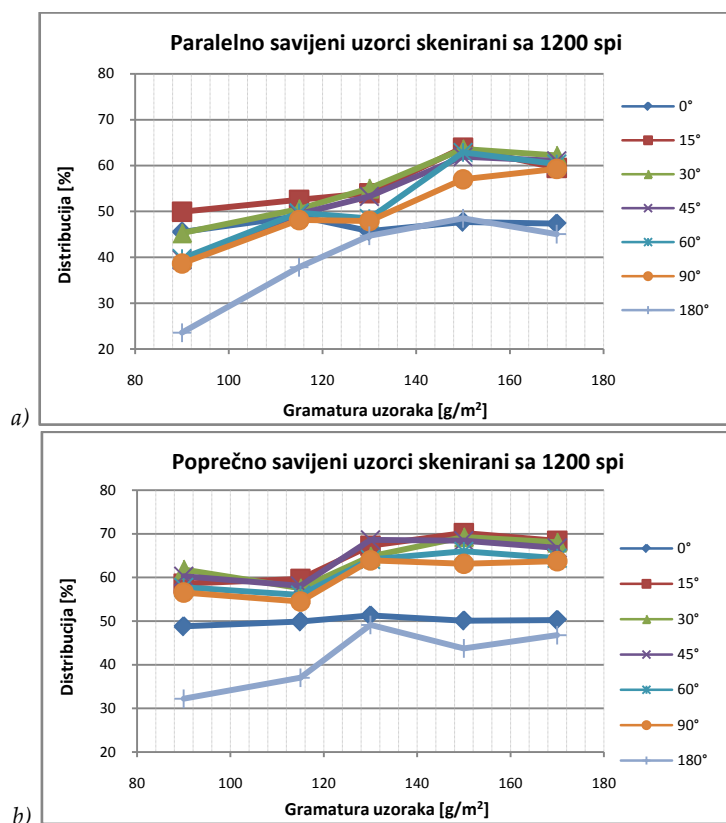 Paralelno savijeni uzorci skenirani sa 1200 spi
80
70
60
50
40
30
20
Distribucija [%]
80 100 120 140 160 180
Gramatura uzoraka [g/m²]
0°
15°
30°
45°
60°
90°
180°
a)
Poprečno savijeni uzorci skenirani sa 1200 spi
80
70
60
50
40
30
20
Distribucija [%]
80 100 120 140 160 180
Gramatura uzoraka [g/m²]
0°
15°
30°
45°
60°
90°
180°
b)